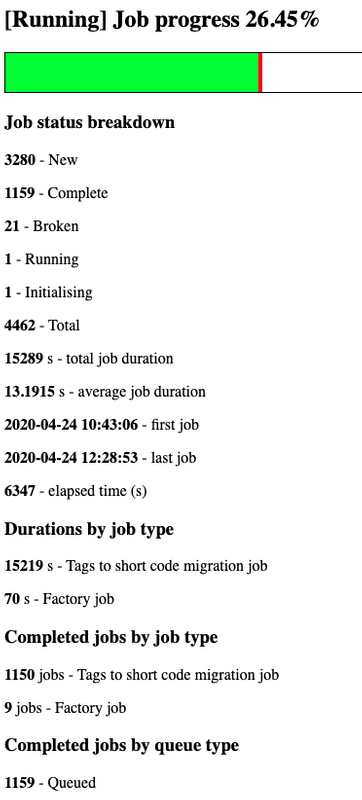 [Running] Job progress 26.45%
Job status breakdown
3280 - New
1159 - Complete
21 - Broken
1 - Running
1 - Initialising
4462 - Total
15289 s - total job duration
13.1915 s - average job duration
2020-04-24 10:43:06 - first job
2020-04-24 12:28:53 - last job
6347 - elapsed time (s)
Durations by job type
15219 s - Tags to short code migration job
70 s - Factory job
Completed jobs by job type
1150 jobs - Tags to short code migration job
9 jobs - Factory job
Completed jobs by queue type
1159 - Queued